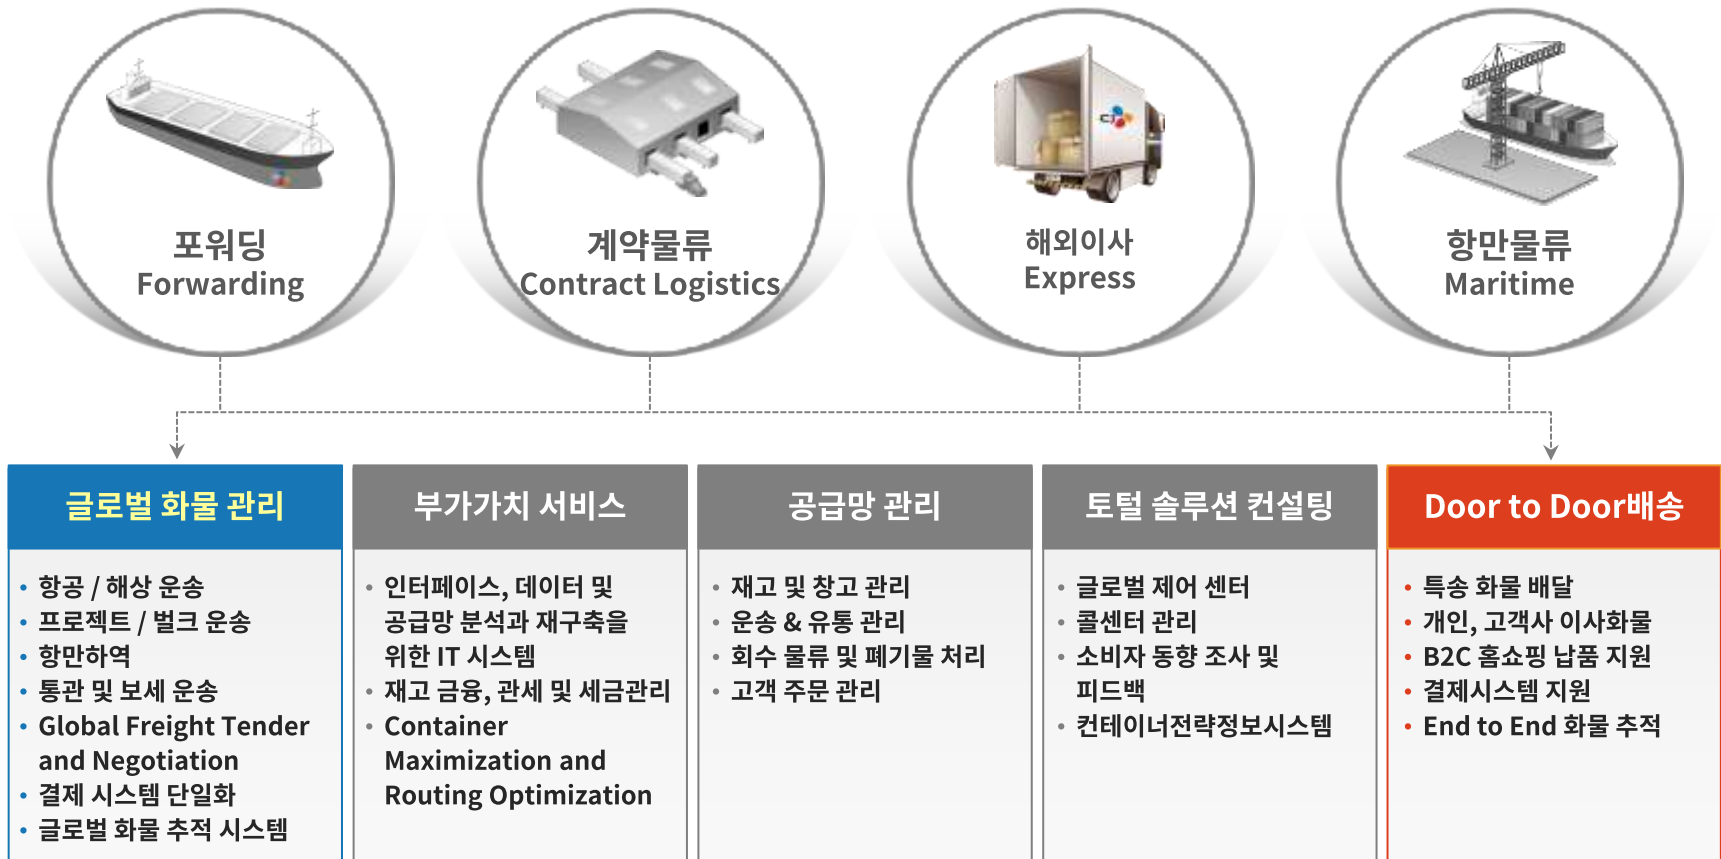 포워딩
Forwarding
계약물류
Contract Logistics
해외이사
Express
항만물류
Maritime
글로벌 화물 관리
• 항공 / 해상 운송
• 프로젝트 / 벌크 운송
• 항만하역
• 통관 및 보세 운송
• Global Freight Tender
and Negotiation
• 결제 시스템 단일화
• 글로벌 화물 추적 시스템
부가가치 서비스
• 인터페이스, 데이터 및
공급망 분석과 재구축을
위한 IT 시스템
• 재고 금융, 관세 및 세금관리
• Container
Maximization and
Routing Optimization
공급망 관리
• 재고 및 창고 관리
• 운송 & 유통 관리
• 회수 물류 및 폐기물 처리
• 고객 주문 관리
토털 솔루션 컨설팅
• 글로벌 제어 센터
• 콜센터 관리
• 소비자 동향 조사 및
피드백
• 컨테이너전략정보시스템
Door to Door배송
• 특송 화물 배달
• 개인, 고객사 이사화물
• B2C 홈쇼핑 납품 지원
• 결제시스템 지원
• End to End 화물 추적